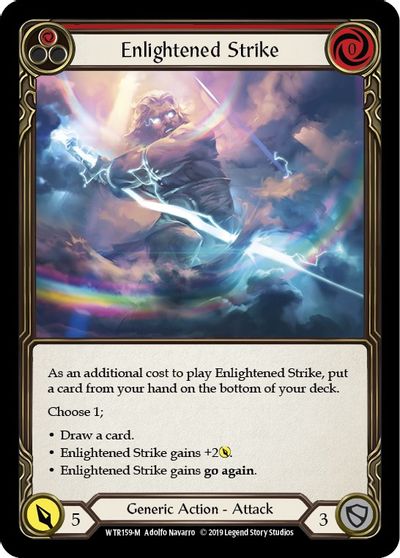 Enlightened Strike
0
As an additional cost to play Enlightened Strike, put
a card from your hand on the bottom of your deck.
Choose 1;
• Draw a card.
• Enlightened Strike gains +2.
• Enlightened Strike gains go again.
5
Generic Action - Attack
3
WTR159-M Adolfo Navarro © 2019 Legend Story Studios